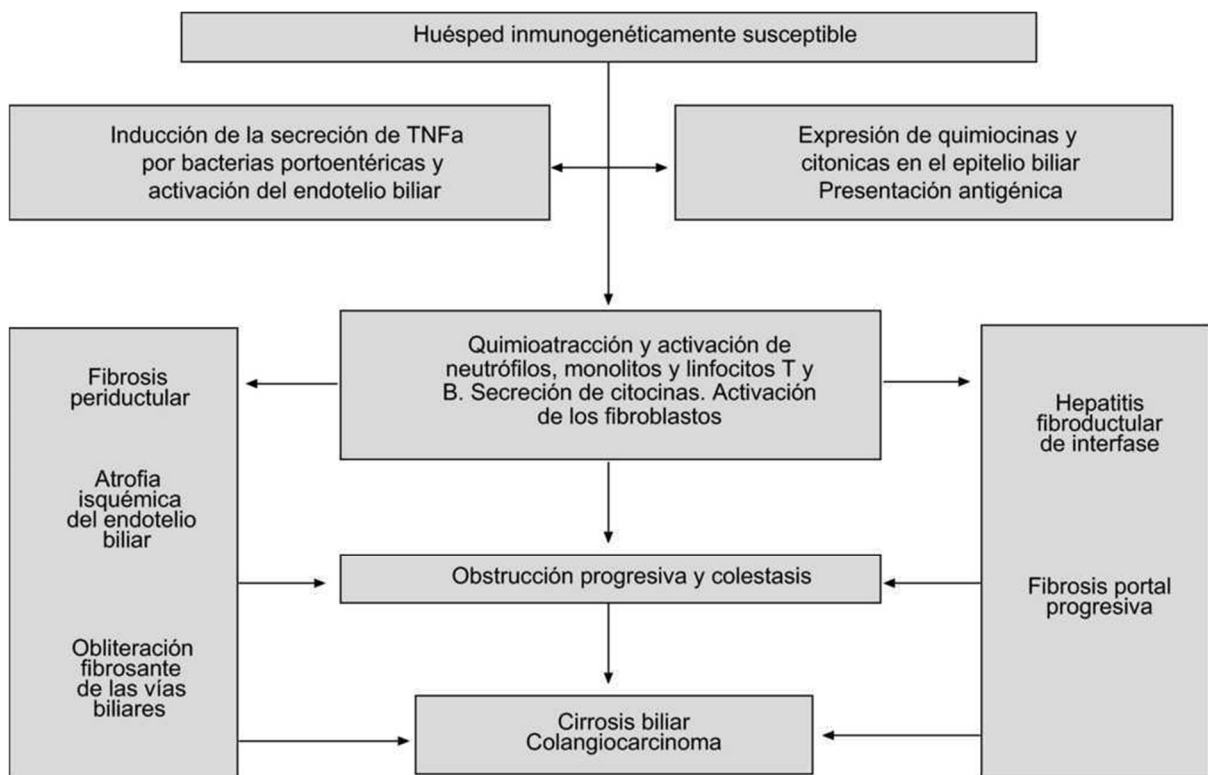 Huésped inmunogenéticamente susceptible
Inducción de la secreción de TNFa
por bacterias portoentéricas y
activación del endotelio biliar
Expresión de quimiocinas y
citonicas en el epitelio biliar
Presentación antigénica
Quimioatracción y activación de
neutrófilos, monolitos y linfocitos T y
B. Secreción de citocinas. Activación
de los fibroblastos
Fibrosis
periductular
Atrofia
isquémica
del endotelio
biliar
Obliteración
fibrosante
de las vías
biliares
Hepatitis
fibroductular
de interfase
Fibrosis portal
progresiva
Obstrucción progresiva y colestasis
Cirrosis biliar
Colangiocarcinoma